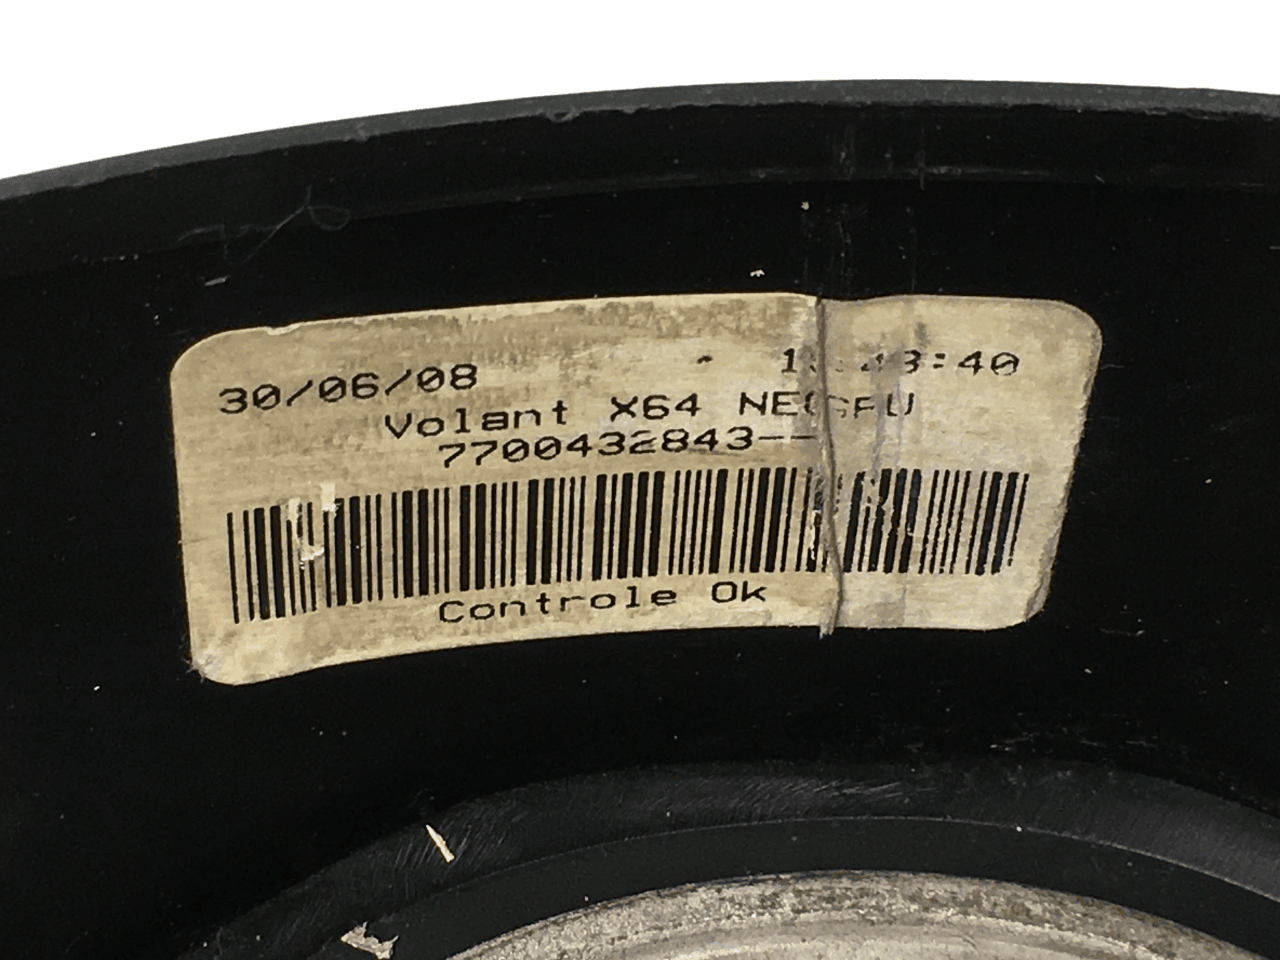 30/06/08
Volant X64
7700432843--
Controle Ok